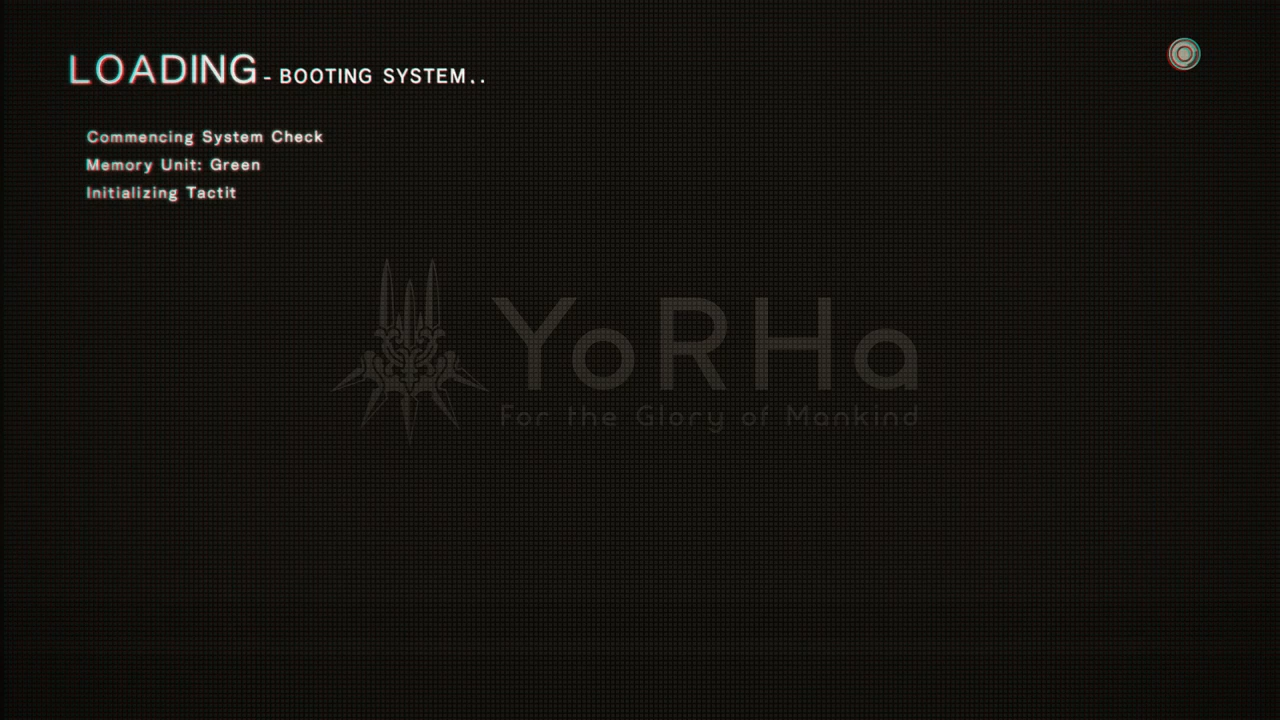 LOADING - BOOTING SYSTEM..
Commencing System Check
Memory Unit: Green
Initializing Tactit
YoRHa
For the Glory of Mankind